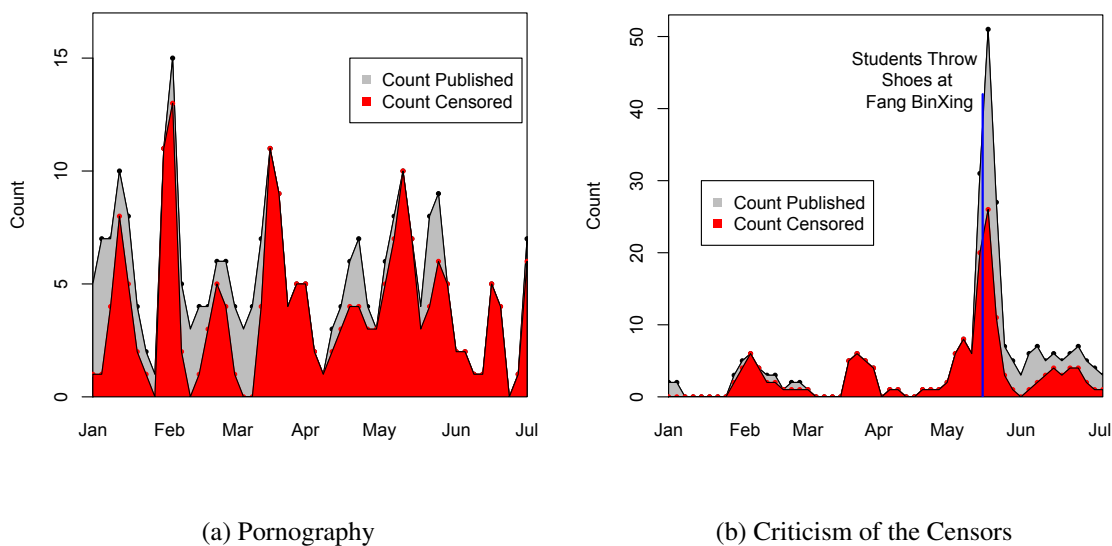 Count
15
10
5
0
Count Published
Count Censored
Jan Feb Mar Apr May Jun Jul
(a) Pornography
Count
50
40
30
20
10
0
Students Throw
Shoes at
Fang BinXing
Count Published
Count Censored
Jan Feb Mar Apr May Jun Jul
(b) Criticism of the Censors